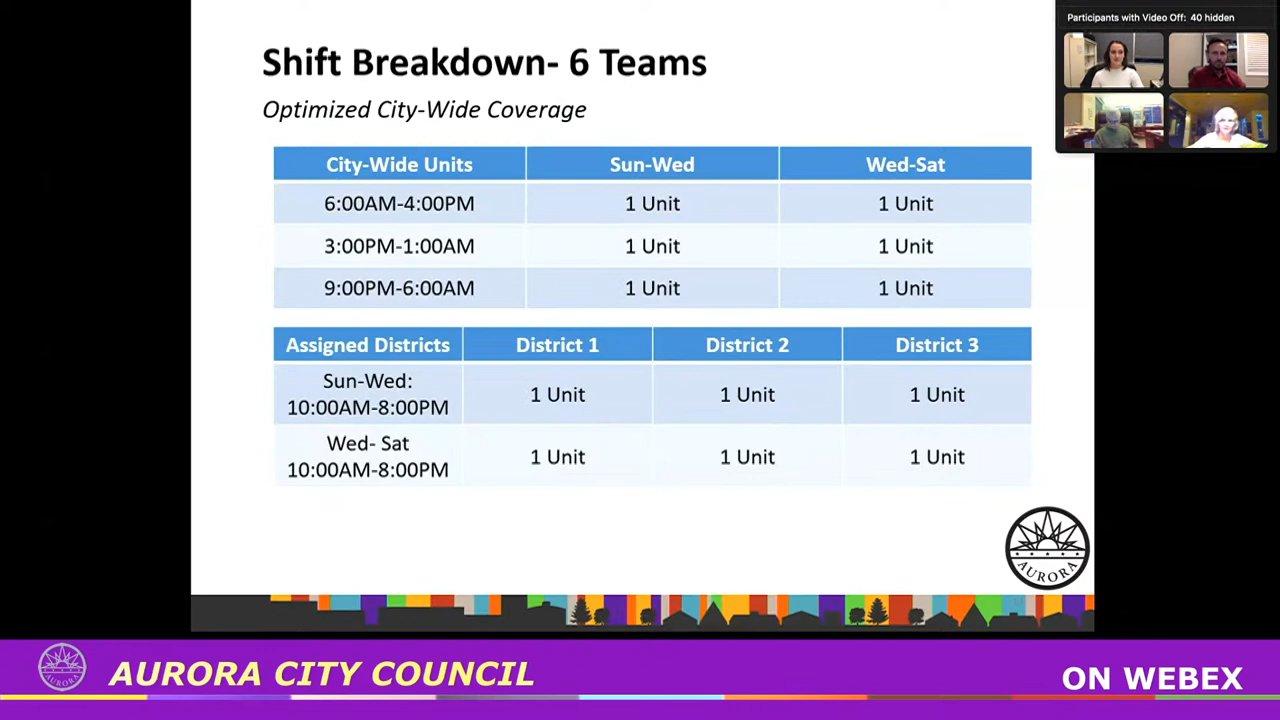 Participants with Video Off: 40 hidden
Shift Breakdown- 6 Teams
Optimized City-Wide Coverage
City-Wide Units Sun-Wed Wed-Sat
6:00AM-4:00PM 1 Unit 1 Unit
3:00PM-1:00AM 1 Unit 1 Unit
9:00PM-6:00AM 1 Unit 1 Unit
Assigned Districts District 1 District 2 District 3
Sun-Wed:
10:00AM-8:00PM 1 Unit 1 Unit 1 Unit
Wed- Sat
10:00AM-8:00PM 1 Unit 1 Unit 1 Unit
AURORA
AURORA CITY COUNCIL
ON WEBEX